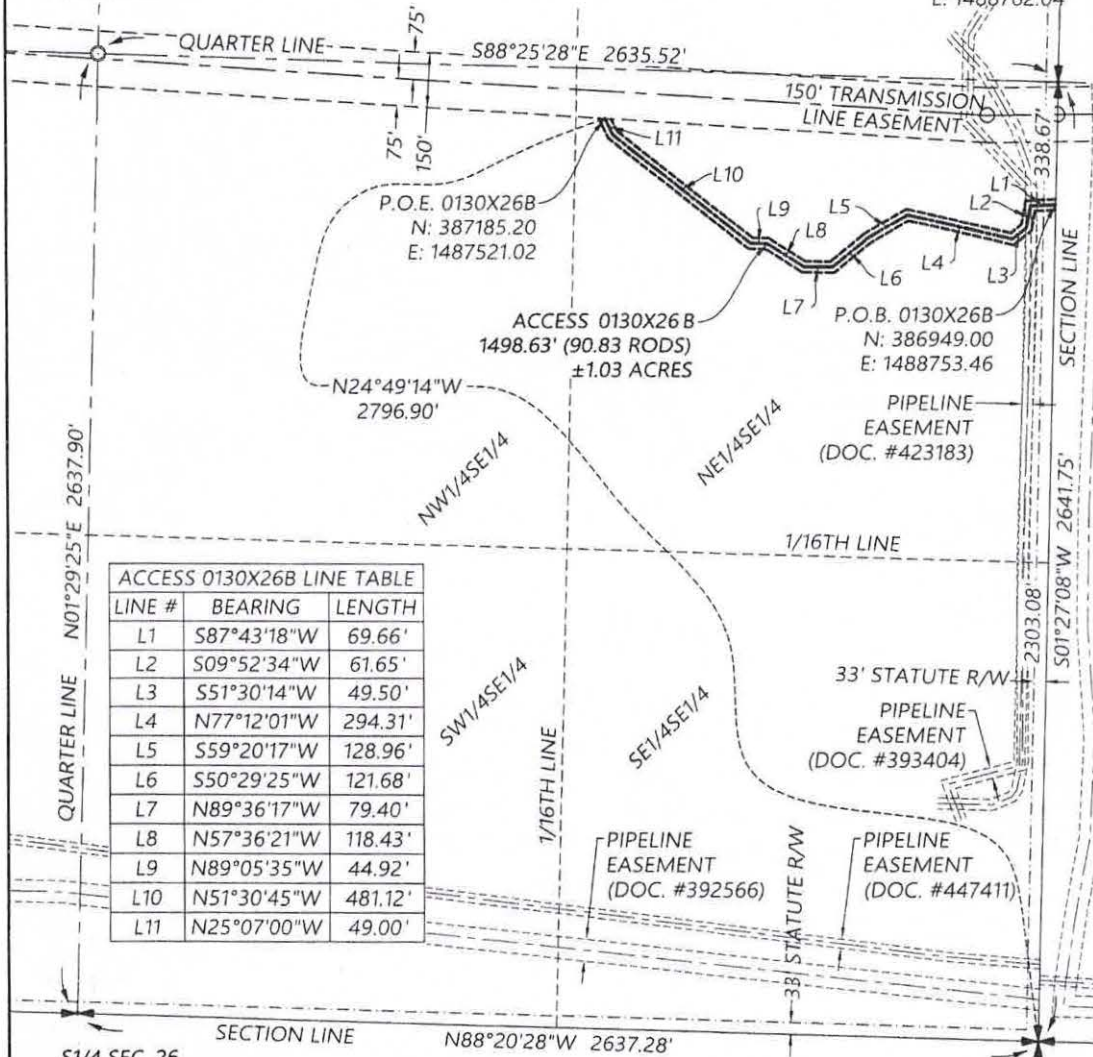 E: 1488762.04
75'
QUARTER LINE
S88°25'28"E 2635.52'
150' TRANSMISSION
LINE EASEMENT
75'
150'
338.67'
L11
L10
L1
L2
P.O.E. 0130X26B
N: 387185.20
E: 1487521.02
L9
L8
L5
L4
L3
L6
L7
ACCESS 0130X26B
1498.63' (90.83 RODS)
±1.03 ACRES
P.O.B. 0130X26B
N: 386949.00
E: 1488753.46
SECTION LINE
N24°49'14"W
2796.90'
PIPELINE
EASEMENT
(DOC. #423183)
NW1/4SE1/4
NE1/4SE1/4
QUARTER LINE N01°29'25"E 2637.90'
1/16TH LINE
S01°27'08"W 2641.75'
2303.08'
ACCESS 0130X26B LINE TABLE
LINE # BEARING LENGTH
L1 S87°43'18"W 69.66'
L2 S09°52'34"W 61.65'
L3 S51°30'14"W 49.50'
L4 N77°12'01"W 294.31'
L5 S59°20'17"W 128.96'
L6 S50°29'25"W 121.68'
L7 N89°36'17"W 79.40'
L8 N57°36'21"W 118.43'
L9 N89°05'35"W 44.92'
L10 N51°30'45"W 481.12'
L11 N25°07'00"W 49.00'
SW1/4SE1/4
SE1/4SE1/4
1/16TH LINE
33' STATUTE R/W
PIPELINE
EASEMENT
(DOC. #393404)
PIPELINE
EASEMENT
(DOC. #392566)
33' STATUTE R/W
PIPELINE
EASEMENT
(DOC. #447411)
SECTION LINE
N88°20'28"W 2637.28'
S1/4 SEC. 26